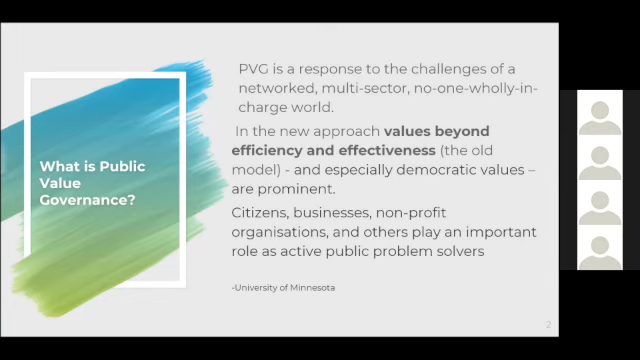 What is Public
Value
Governance?
PVG is a response to the challenges of a
networked, multi-sector, no-one-wholly-in-
charge world.
In the new approach values beyond
efficiency and effectiveness (the old
model) - and especially democratic values –
are prominent.
Citizens, businesses, non-profit
organisations, and others play an important
role as active public problem solvers
-University of Minnesota
2